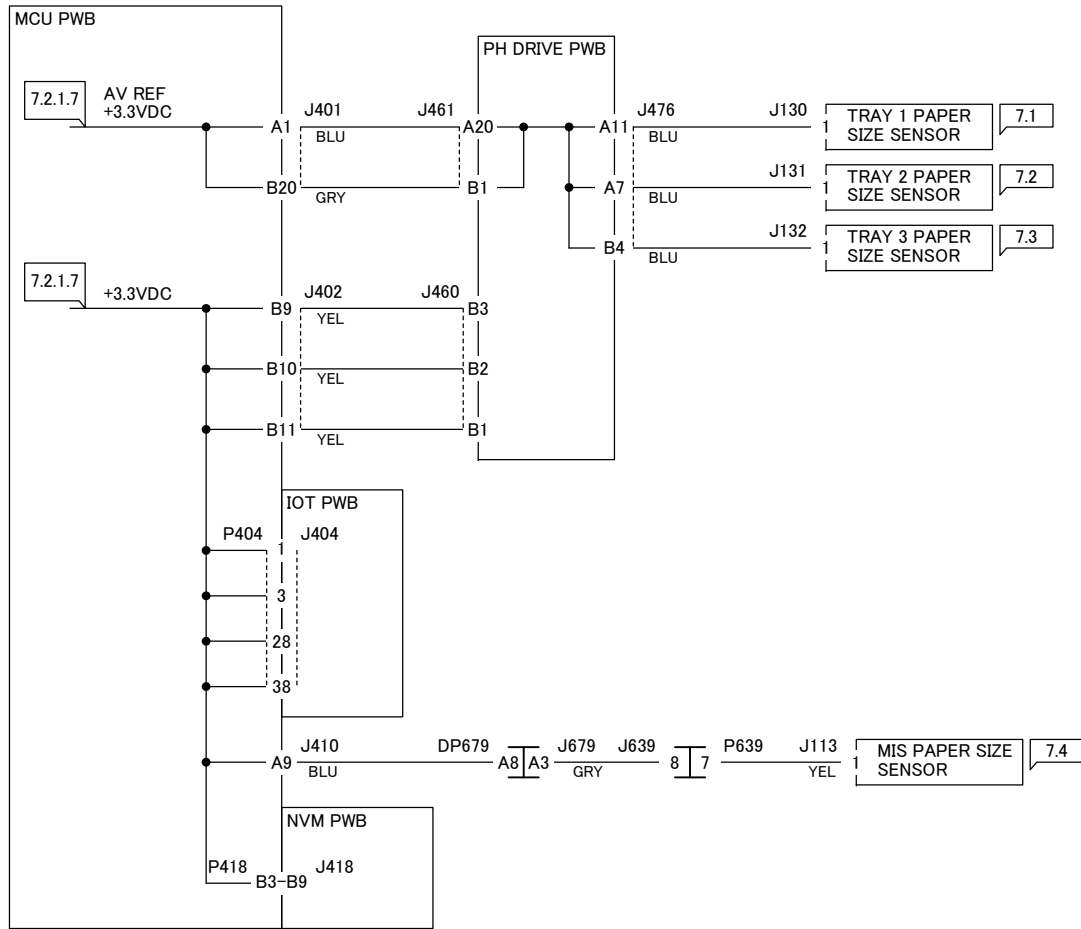 MCU PWB
PH DRIVE PWB
7.2.1.7
AV REF
+3.3VDC
A1
J401
BLU
J461
A20
A11
J476
BLU
J130
1
TRAY 1 PAPER
SIZE SENSOR
7.1
B20
GRY
B1
A7
BLU
J131
1
TRAY 2 PAPER
SIZE SENSOR
7.2
B4
BLU
J132
1
TRAY 3 PAPER
SIZE SENSOR
7.3
7.2.1.7
+3.3VDC
B9
J402
YEL
J460
B3
B10
YEL
B2
B11
YEL
B1
IOT PWB
P404
1
J404
3
28
38
A9
J410
BLU
DP679
A8
A3
J679
GRY
J639
8
7
P639
J113
YEL
1
MIS PAPER SIZE
SENSOR
7.4
NVM PWB
P418
B3-B9
J418